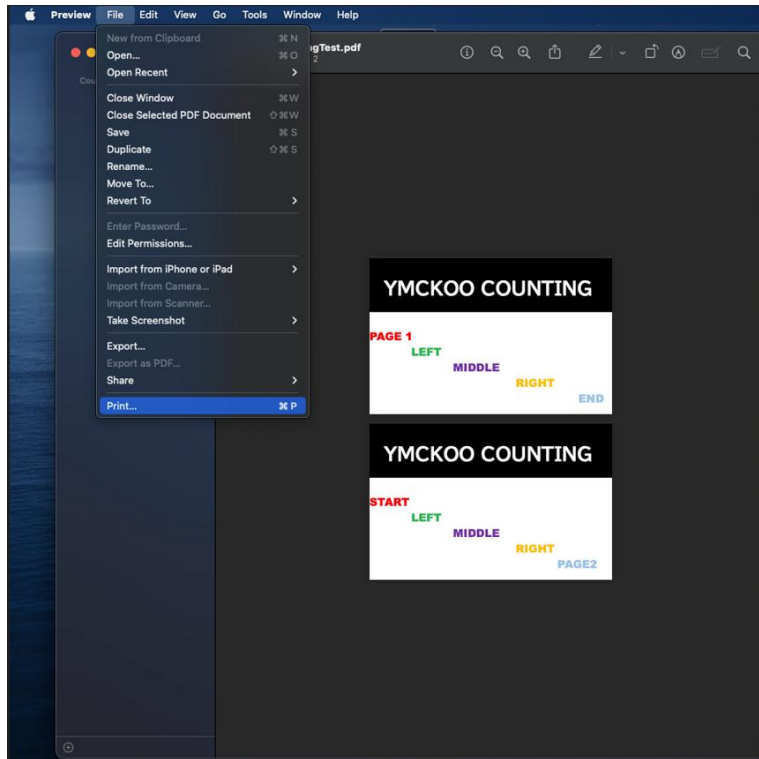 Preview File Edit View Go Tools Window Help
New from Clipboard ⌘ N
Open... ⌘ O
Open Recent >
Close Window ⌘ W
Close Selected PDF Document ⇧ ⌘ W
Save ⌘ S
Duplicate ⇧ ⌘ S
Rename...
Move To...
Revert To >
Enter Password...
Edit Permissions...
Import from iPhone or iPad >
Import from Camera...
Import from Scanner...
Take Screenshot >
Export...
Export as PDF...
Share >
Print... ⌘ P
gTest.pdf
2
Cou
YMCKOO COUNTING
PAGE 1
LEFT
MIDDLE
RIGHT
END
YMCKOO COUNTING
START
LEFT
MIDDLE
RIGHT
PAGE2